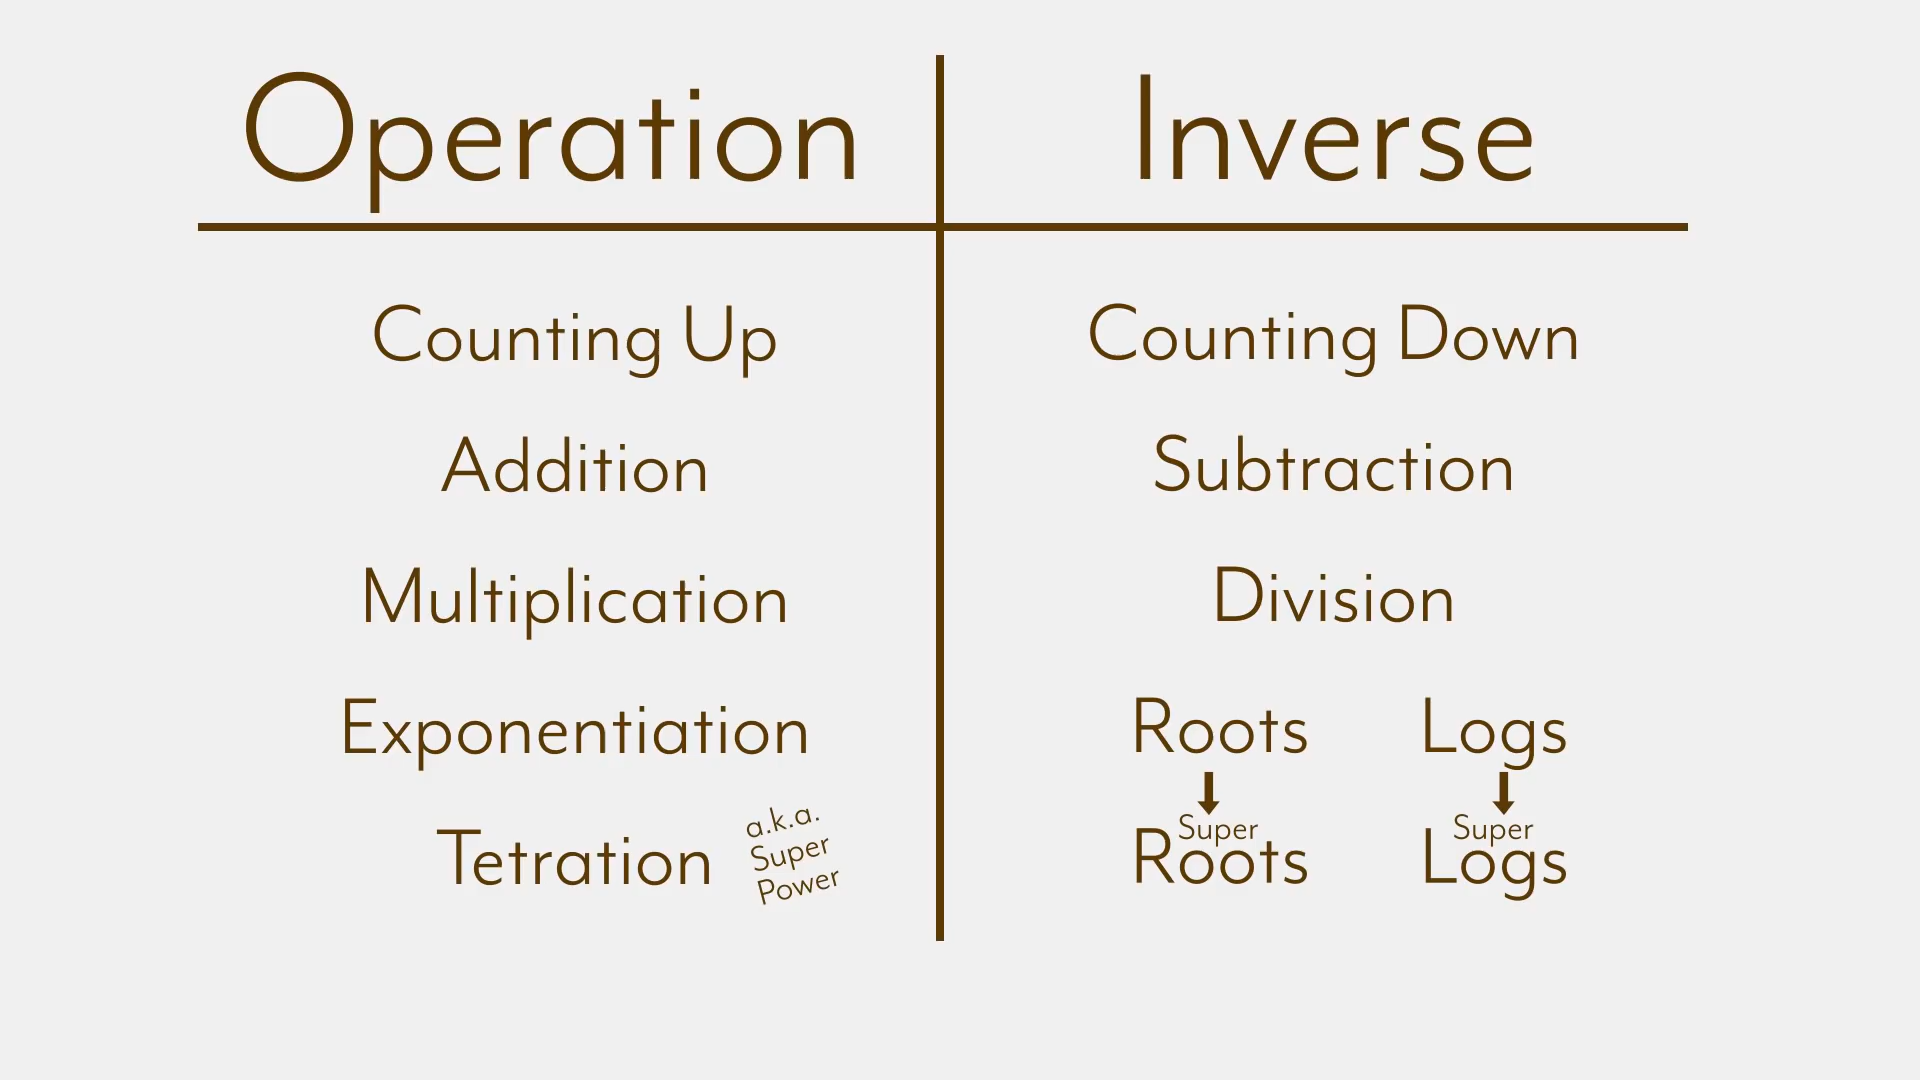 Operation Inverse
Counting Up Counting Down
Addition Subtraction
Multiplication Division
Exponentiation Roots Logs
Tetration a.k.a. Super Power Super Roots Super Logs